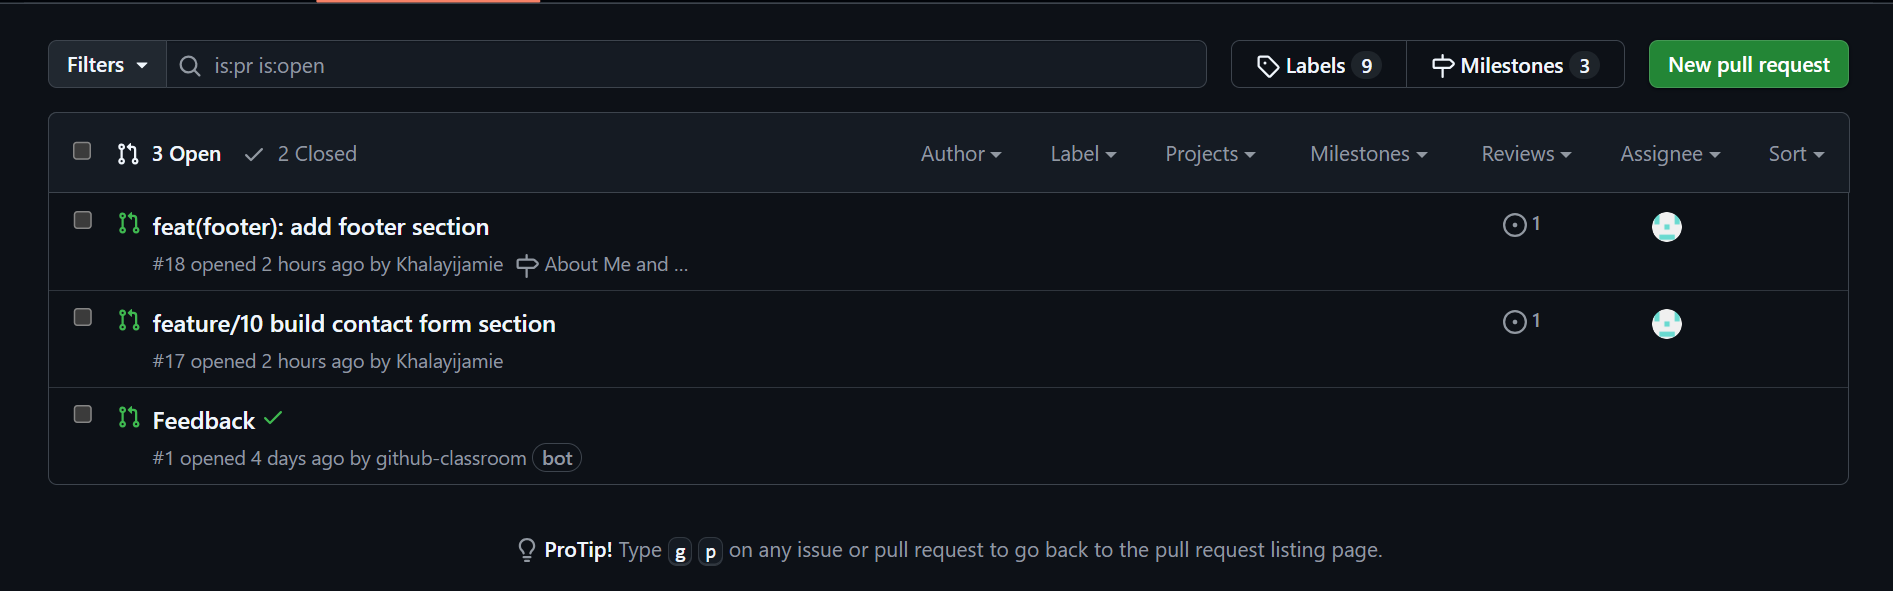 Filters is:pr is:open Labels 9 Milestones 3 New pull request
3 Open 2 Closed Author Label Projects Milestones Reviews Assignee Sort
feat(footer): add footer section 1
#18 opened 2 hours ago by Khalayijamie About Me and ...
feature/10 build contact form section 1
#17 opened 2 hours ago by Khalayijamie
Feedback
#1 opened 4 days ago by github-classroom bot
ProTip! Type g p on any issue or pull request to go back to the pull request listing page.